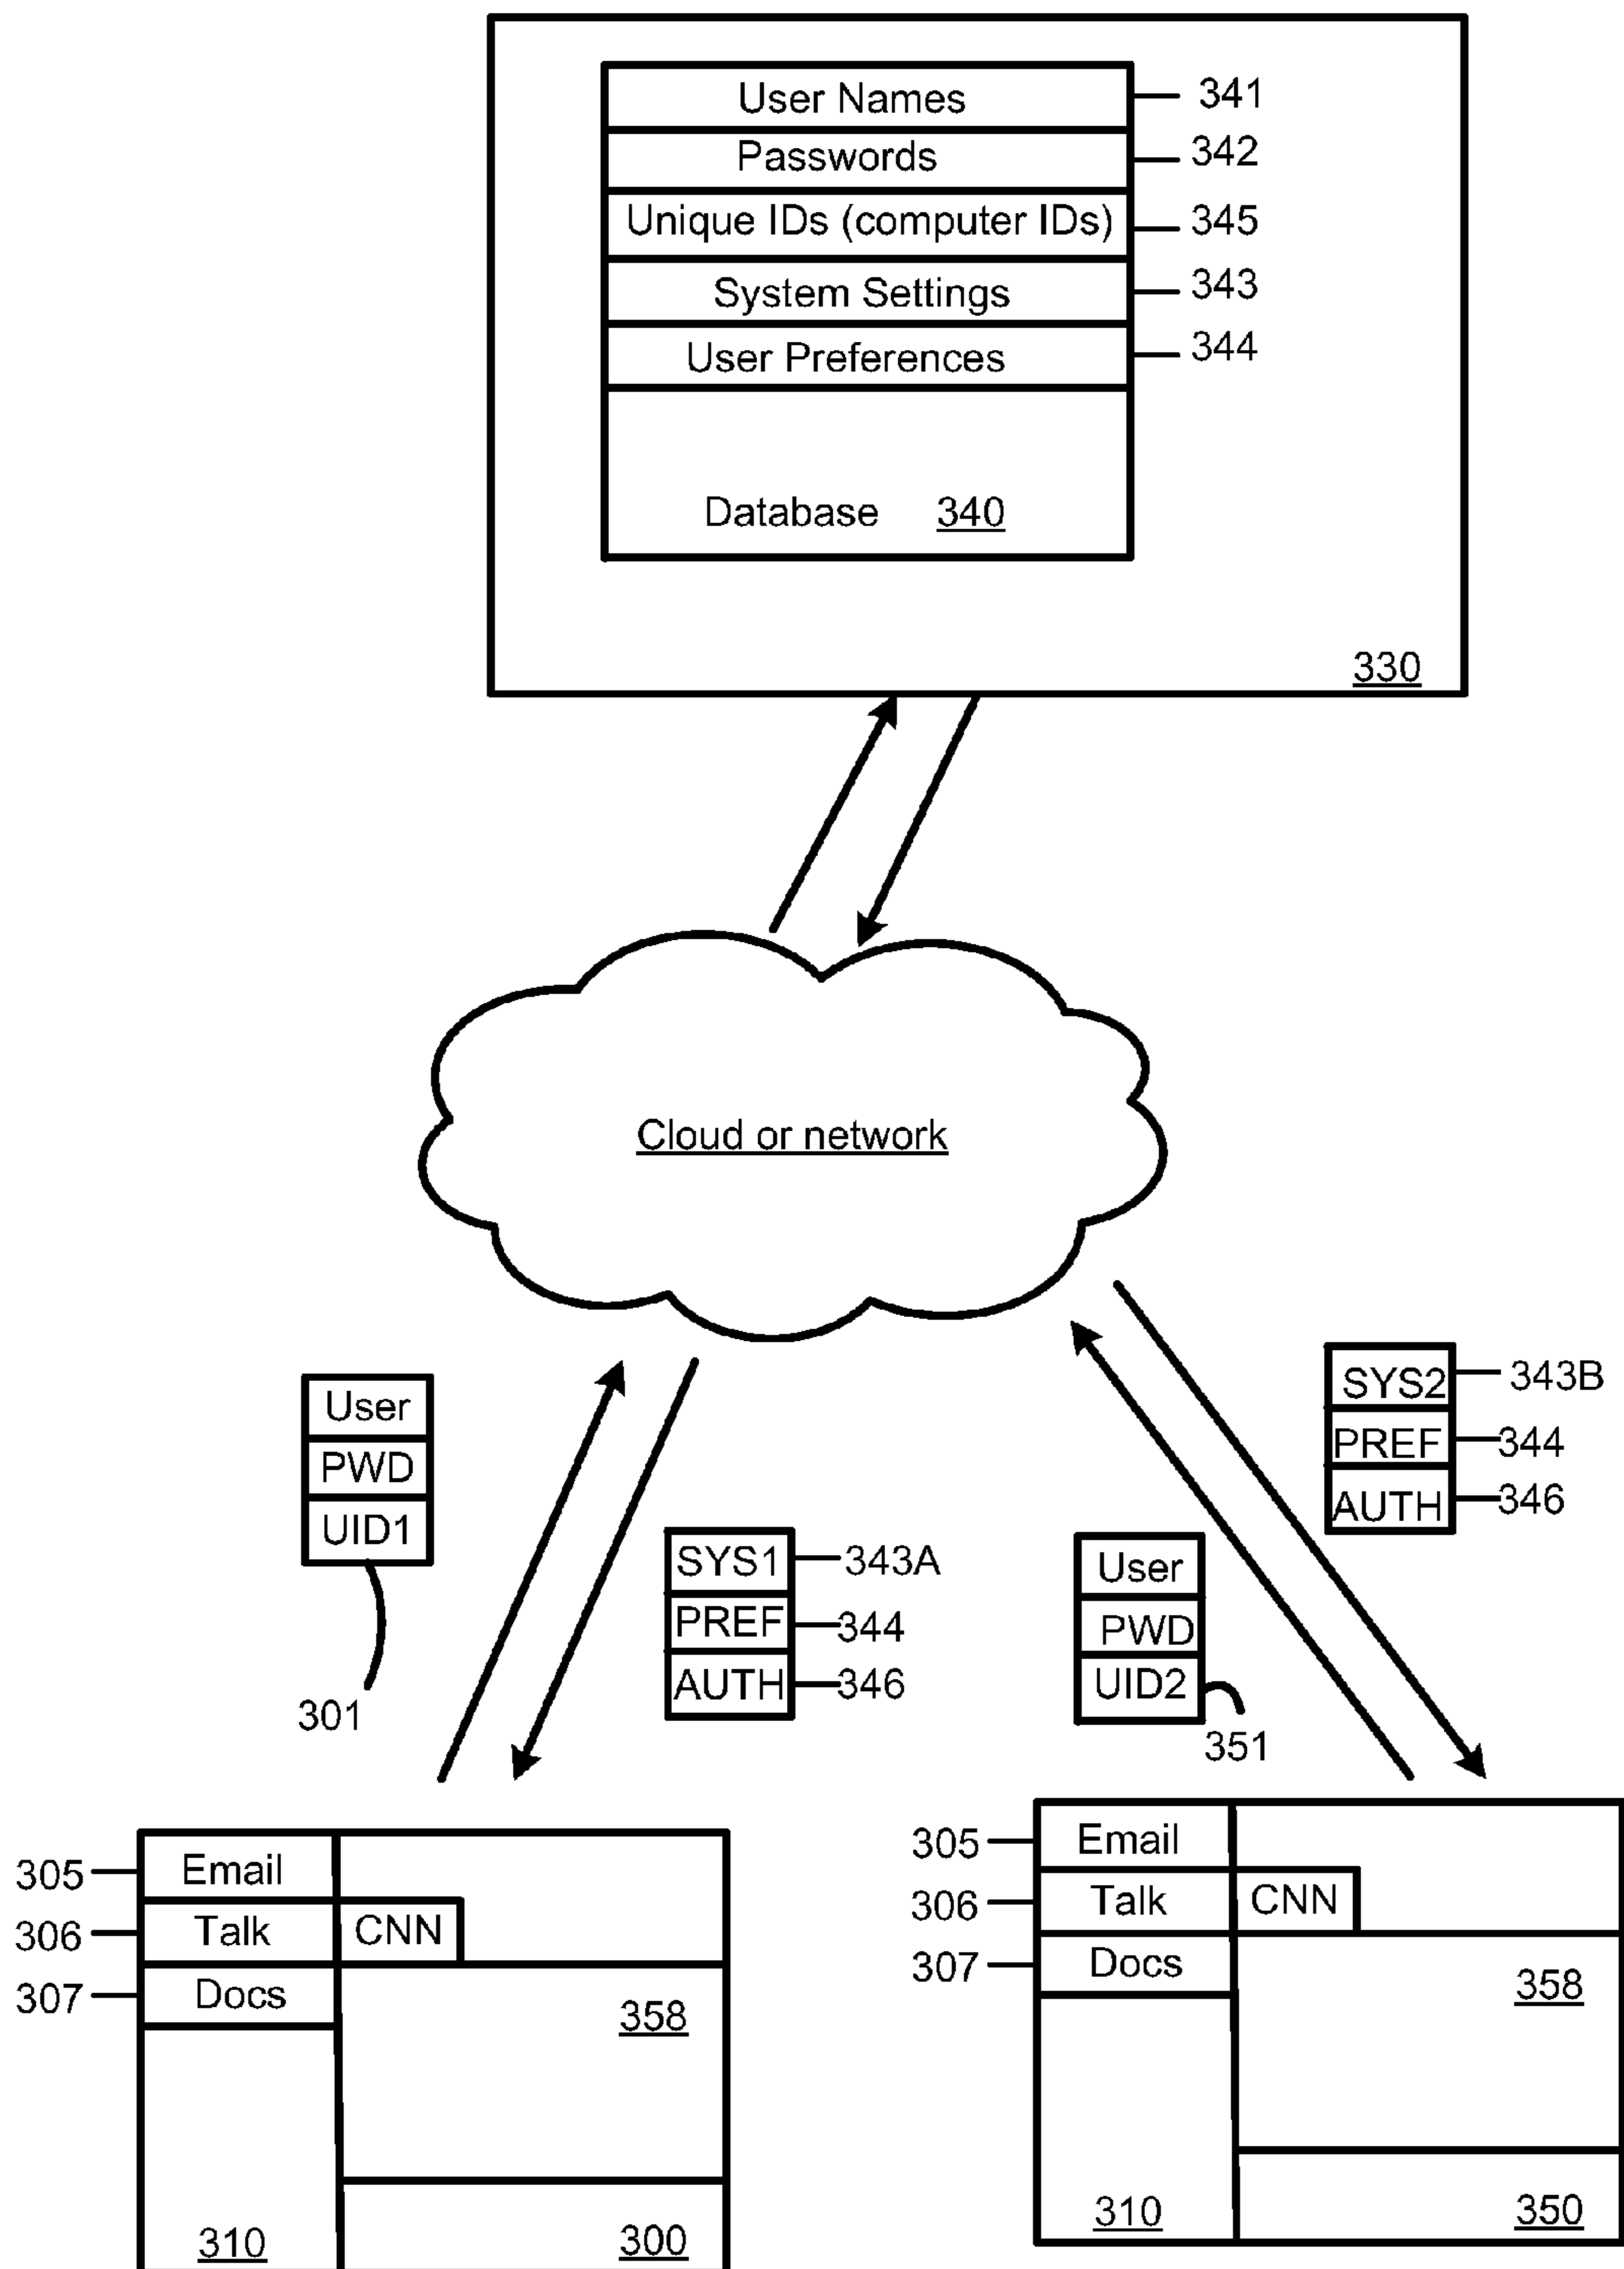 User Names 341
Passwords 342
Unique IDs (computer IDs) 345
System Settings 343
User Preferences 344
Database 340
330
Cloud or network
User
PWD
UID1
301
SYS1 343A
PREF 344
AUTH 346
SYS2 343B
PREF 344
AUTH 346
User
PWD
UID2
351
305 Email
306 Talk CNN
307 Docs
358
310 300
305 Email
306 Talk CNN
307 Docs
358
310 350